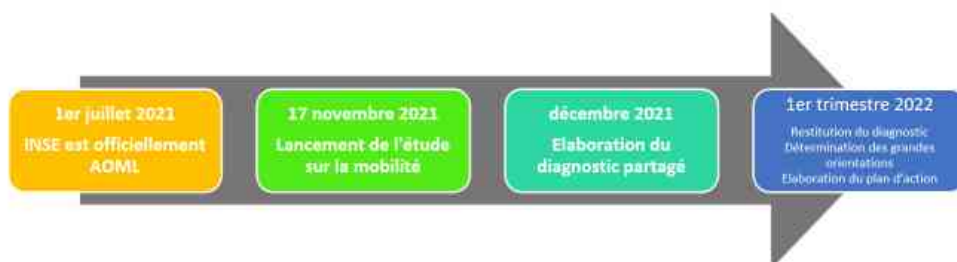 1er juillet 2021
INSE est officiellement
AOML
17 novembre 2021
Lancement de l'étude
sur la mobilité
décembre 2021
Elaboration du
diagnostic partagé
1er trimestre 2022
Restitution du diagnostic
Détermination des grandes
orientations
Elaboration du plan d'action